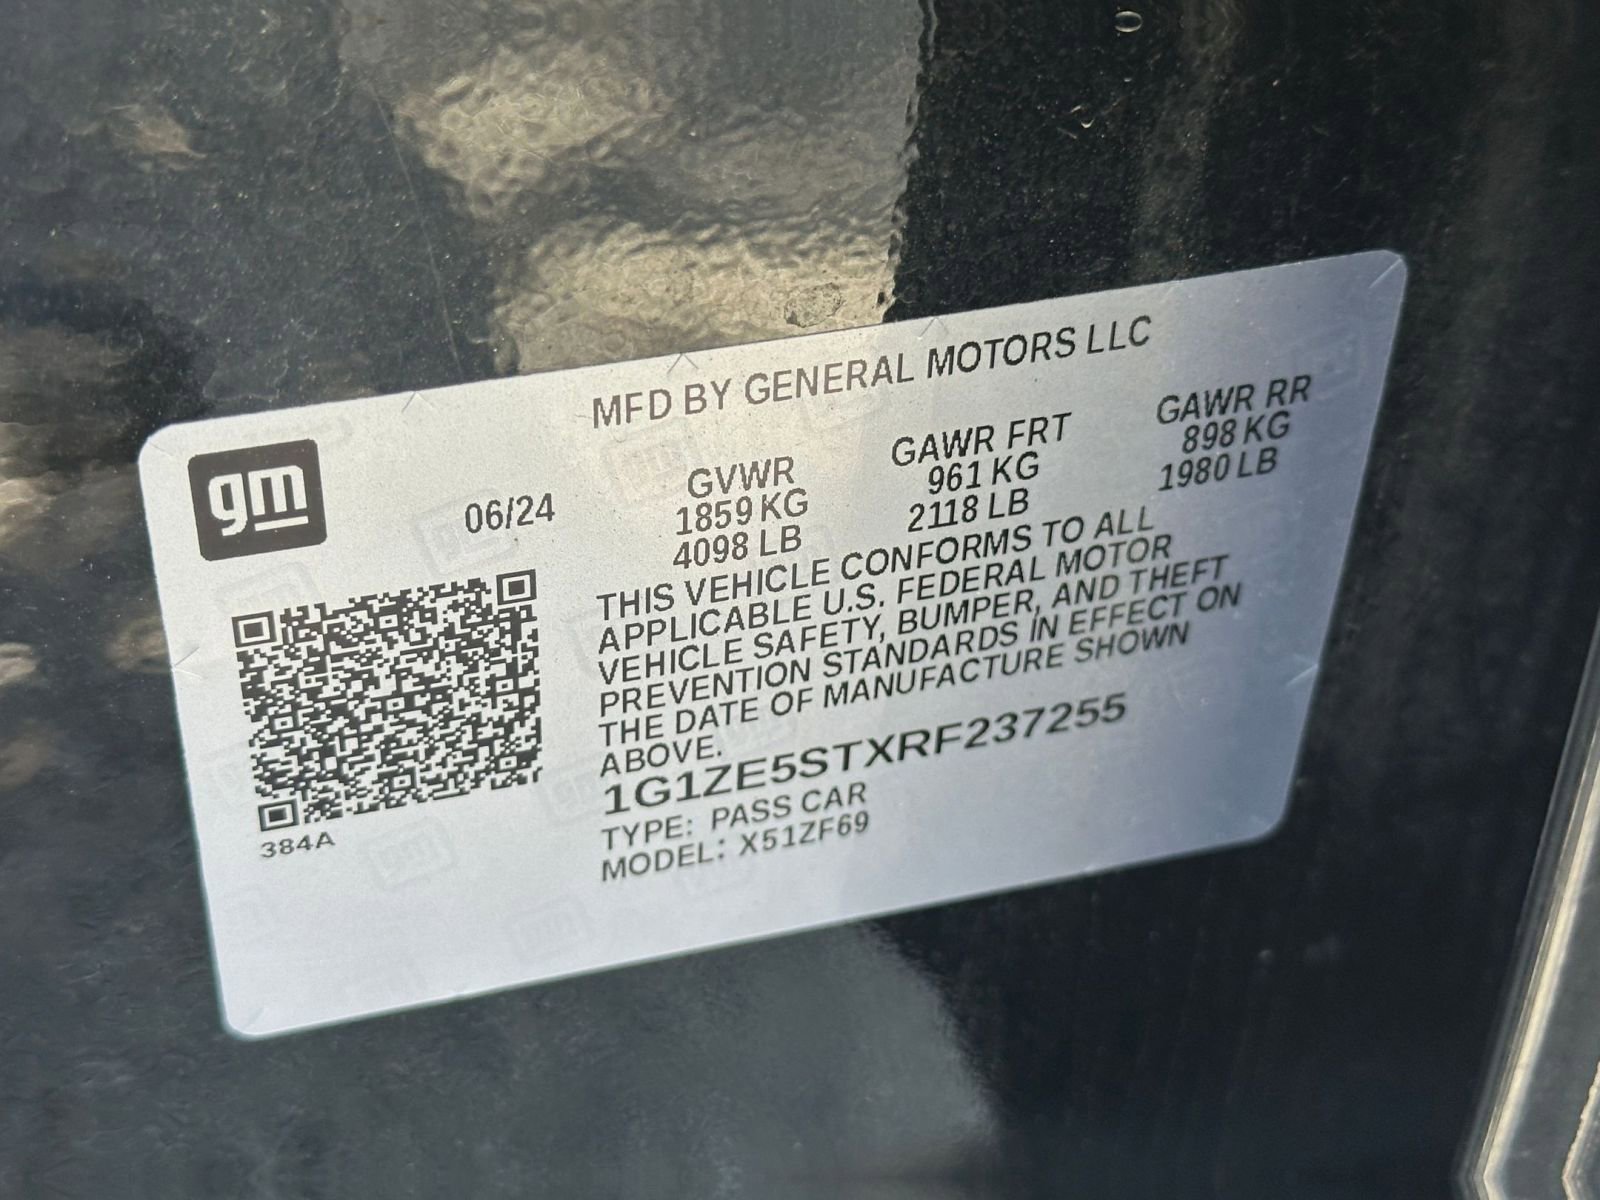 MFD BY GENERAL MOTORS LLC
gm
06/24
GVWR
1859 KG
4098 LB
GAWR FRT
961 KG
2118 LB
GAWR RR
898 KG
1980 LB
THIS VEHICLE CONFORMS TO ALL
APPLICABLE U.S. FEDERAL MOTOR
VEHICLE SAFETY, BUMPER, AND THEFT
PREVENTION STANDARDS IN EFFECT ON
THE DATE OF MANUFACTURE SHOWN
ABOVE.
1G1ZE5STXRF237255
TYPE: PASS CAR
MODEL: X51ZF69
384A